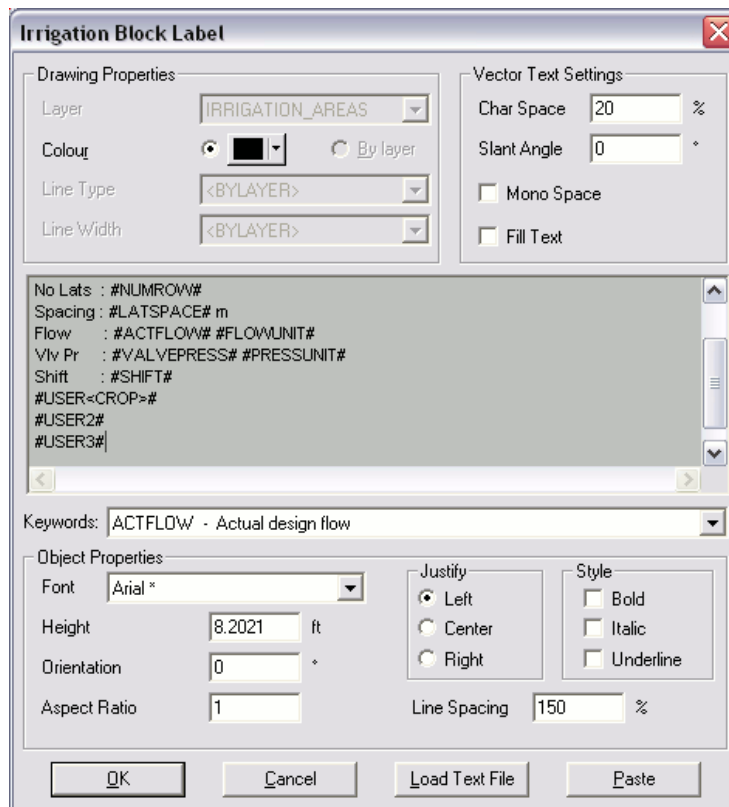 Irrigation Block Label
Drawing Properties
Layer IRRIGATION_AREAS
Colour By layer
Line Type <BYLAYER>
Line Width <BYLAYER>
Vector Text Settings
Char Space 20 %
Slant Angle 0 °
Mono Space
Fill Text
No Lats : #NUMROW#
Spacing : #LATSPACE# m
Flow : #ACTFLOW# #FLOWUNIT#
Vlv Pr : #VALVEPRESS# #PRESSUNIT#
Shift : #SHIFT#
#USER<CROP>#
#USER2#
#USER3#
Keywords: ACTFLOW - Actual design flow
Object Properties
Font Arial *
Height 8.2021 ft
Orientation 0 °
Aspect Ratio 1
Justify
Left
Center
Right
Style
Bold
Italic
Underline
Line Spacing 150 %
OK Cancel Load Text File Paste